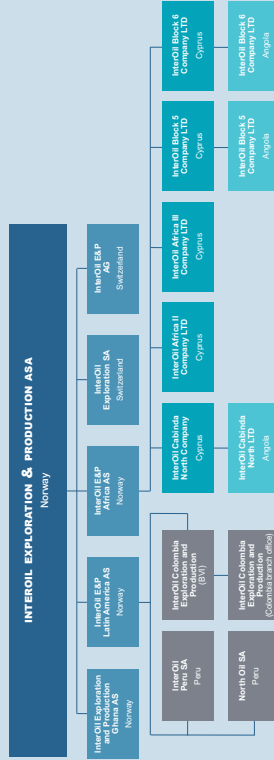 INTEROIL EXPLORATION & PRODUCTION ASA
Norway
InterOil Exploration
and Production
Ghana AS
Norway
InterOil E&P
Latin America AS
Norway
InterOil E&P
Africa AS
Norway
InterOil
Exploration SA
Switzerland
InterOil E&P
AG
Switzerland
InterOil
Peru SA
Peru
InterOil Colombia
Exploration and
Production
(BVI)
InterOil Cabinda
North Company
Cyprus
InterOil Africa II
Company LTD
Cyprus
InterOil Africa III
Company LTD
Cyprus
InterOil Block 5
Company LTD
Cyprus
InterOil Block 6
Company LTD
Cyprus
North Oil SA
Peru
InterOil Colombia
Exploration and
Production
(Colombia branch office)
InterOil Cabinda
North LTD
Angola
InterOil Block 5
Company LTD
Angola
InterOil Block 6
Company LTD
Angola